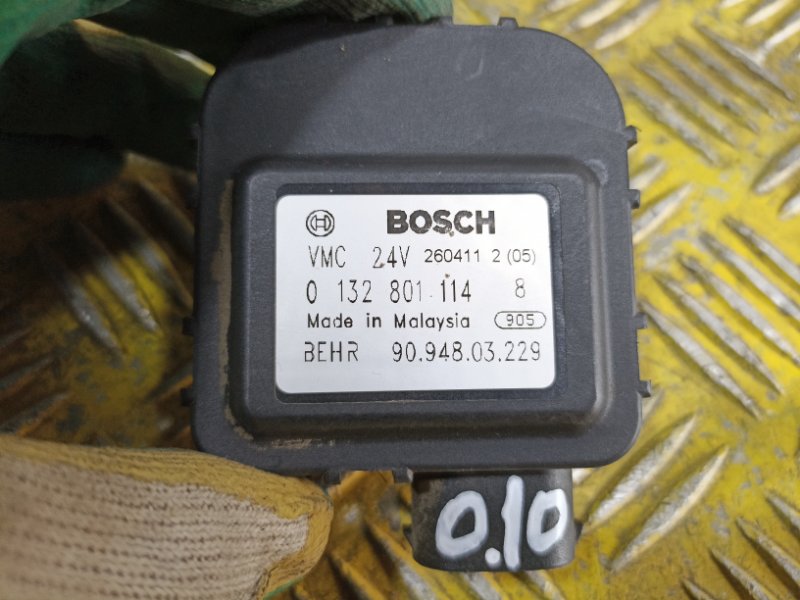 BOSCH
VMC 24V 260411 2 (05)
0 132 801 114 8
Made in Malaysia 905
BEHR 90.948.03.229
0.10